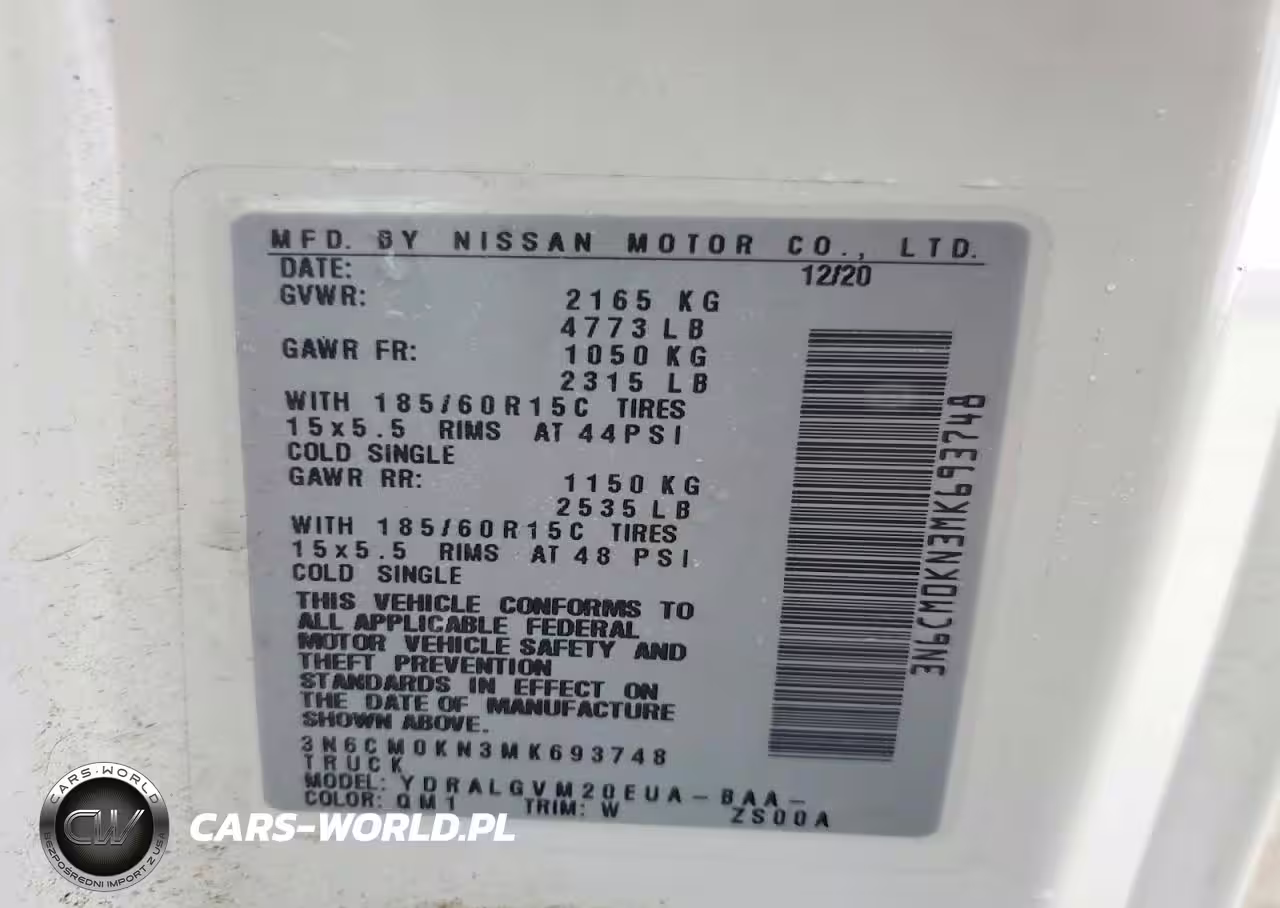 MFD. BY NISSAN MOTOR CO., LTD.
DATE: 12/20
GVWR: 2165 KG
4773 LB
GAWR FR: 1050 KG
2315 LB
WITH 185/60R15C TIRES
15x5.5 RIMS AT 44PSI
COLD SINGLE
GAWR RR: 1150 KG
2535 LB
WITH 185/60R15C TIRES
15x5.5 RIMS AT 48 PSI
COLD SINGLE
THIS VEHICLE CONFORMS TO
ALL APPLICABLE FEDERAL
MOTOR VEHICLE SAFETY AND
THEFT PREVENTION
STANDARDS IN EFFECT ON
THE DATE OF MANUFACTURE
SHOWN ABOVE.
3N6CM0KN3MK693748
TRUCK
MODEL: YDRALGVM20EUA-BAA-
COLOR: QM1 TRIM: W ZS00A
3N6CM0KN3MK693748
CARS-WORLD
CW
BEZPOŚREDNI IMPORT Z USA
CARS-WORLD.PL